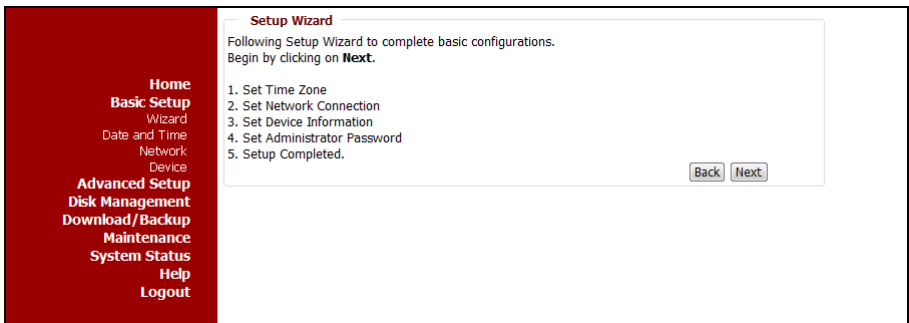 Home
Basic Setup
Wizard
Date and Time
Network
Device
Advanced Setup
Disk Management
Download/Backup
Maintenance
System Status
Help
Logout
Setup Wizard
Following Setup Wizard to complete basic configurations.
Begin by clicking on Next.
1. Set Time Zone
2. Set Network Connection
3. Set Device Information
4. Set Administrator Password
5. Setup Completed.
Back Next